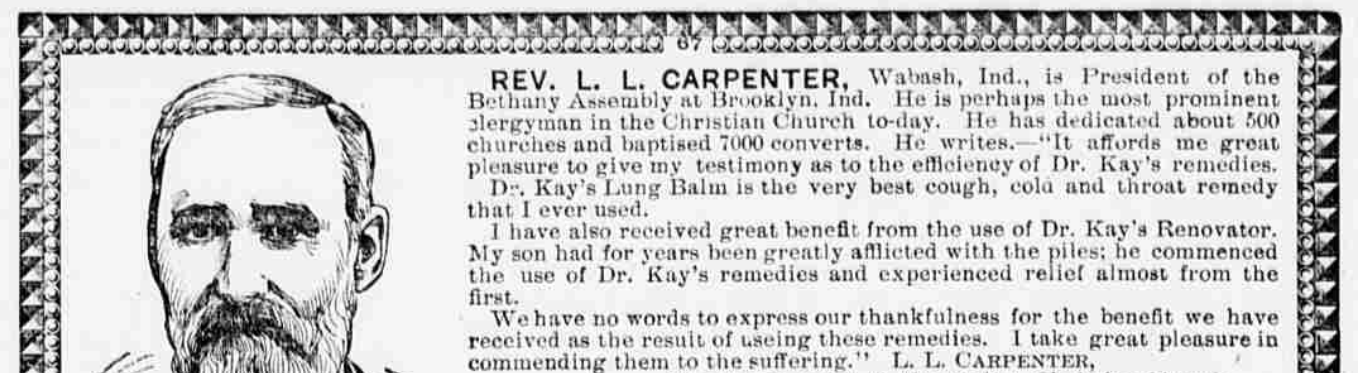 67
REV. L. L. CARPENTER, Wabash, Ind., is President of the
Bethany Assembly at Brooklyn, Ind. He is perhaps the most prominent
clergyman in the Christian Church to-day. He has dedicated about 500
churches and baptised 7000 converts. He writes.—"It affords me great
pleasure to give my testimony as to the efficiency of Dr. Kay's remedies.
Dr. Kay's Lung Balm is the very best cough, cold and throat remedy
that I ever used.
I have also received great benefit from the use of Dr. Kay's Renovator.
My son had for years been greatly afflicted with the piles; he commenced
the use of Dr. Kay's remedies and experienced relief almost from the
first.
We have no words to express our thankfulness for the benefit we have
received as the result of useing these remedies. I take great pleasure in
commending them to the suffering." L. L. CARPENTER,